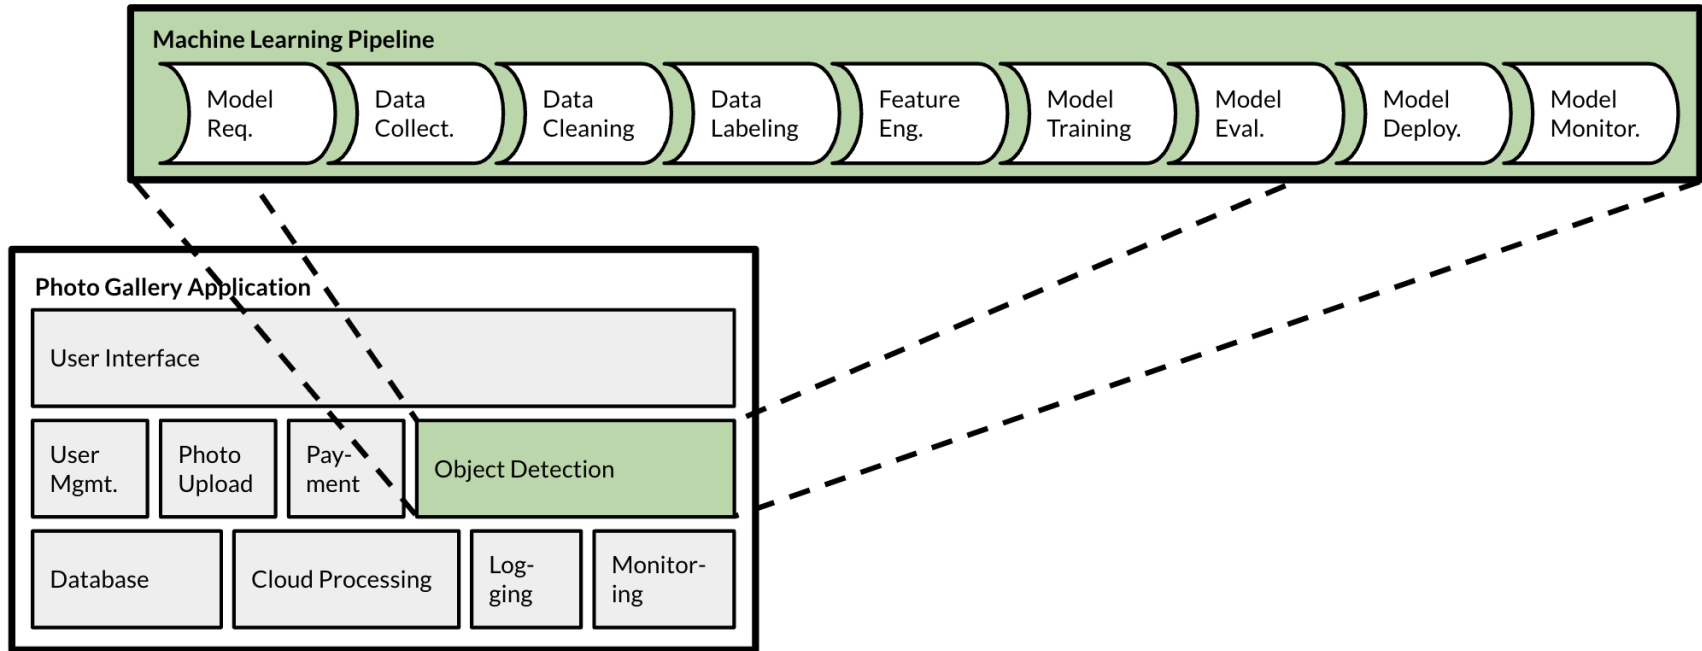 Machine Learning Pipeline
Model
Req.
Data
Collect.
Data
Cleaning
Data
Labeling
Feature
Eng.
Model
Training
Model
Eval.
Model
Deploy.
Model
Monitor.
Photo Gallery Application
User Interface
User
Mgmt.
Photo
Upload
Pay-
ment
Object Detection
Database
Cloud Processing
Log-
ging
Monitor-
ing